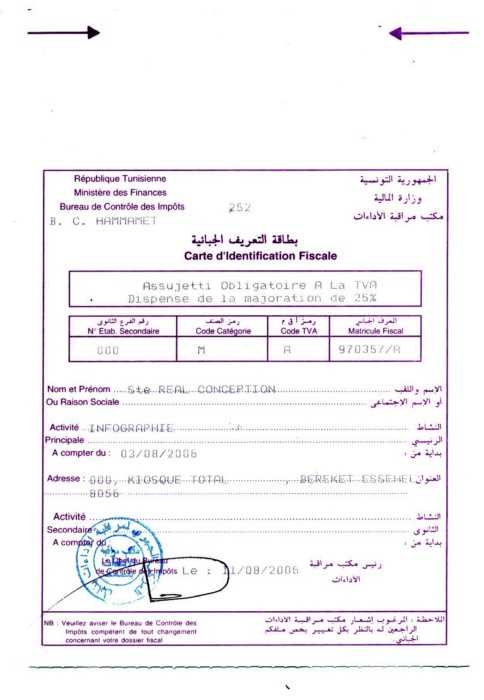 République Tunisienne
الجمهورية التونسية
Ministère des Finances
وزارة المالية
Bureau de Contrôle des Impôts 252
مكتب مراقبة الأداءات
B. C. HAMMAMET
بطاقة التعريف الجبائية
Carte d'Identification Fiscale
Assujetti Obligatoire A La TVA
Dispense de la majoration de 25%
رقم الفرع الثانوي رمز الصنف رمز أ ق م المعرف الجبائي
N° Etab. Secondaire Code Catégorie Code TVA Matricule Fiscal
000 M A 970357/R
Nom et Prénom Ste REAL CONCEPTION الاسم واللقب
Ou Raison Sociale أو الاسم الاجتماعي
Activité INFOGRAPHIE النشاط
Principale الرئيسي
A compter du : 03/08/2006 بداية من :
Adresse : 000, KIOSQUE TOTAL , BEREKET ESSEHEL العنوان
8056
Activité النشاط
Secondaire الثانوي
A compter du بداية من :
Le Chef du Bureau رئيس مكتب مراقبة
de Contrôle des Impôts Le : 11/08/2006 الأداءات
NB : Veuillez aviser le Bureau de Contrôle des
Impôts compétent de tout changement
concernant votre dossier fiscal
الملاحظة : المرغوب إشعار مكتب مراقبة الأداءات
الراجعين له بالنظر بكل تغيير يخص ملفكم
الجبائي